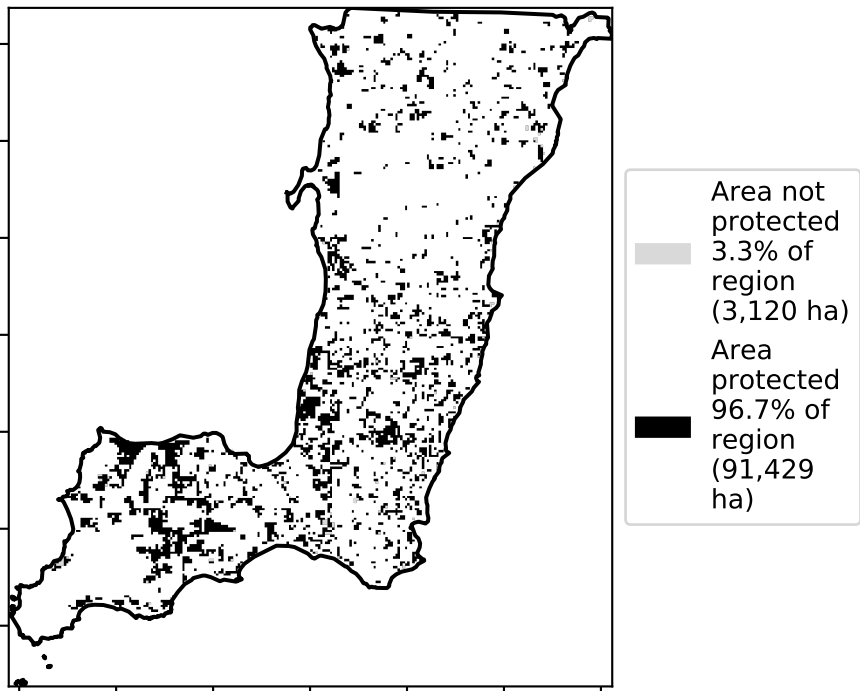 Area not
protected
3.3% of
region
(3,120 ha)
Area
protected
96.7% of
region
(91,429
ha)